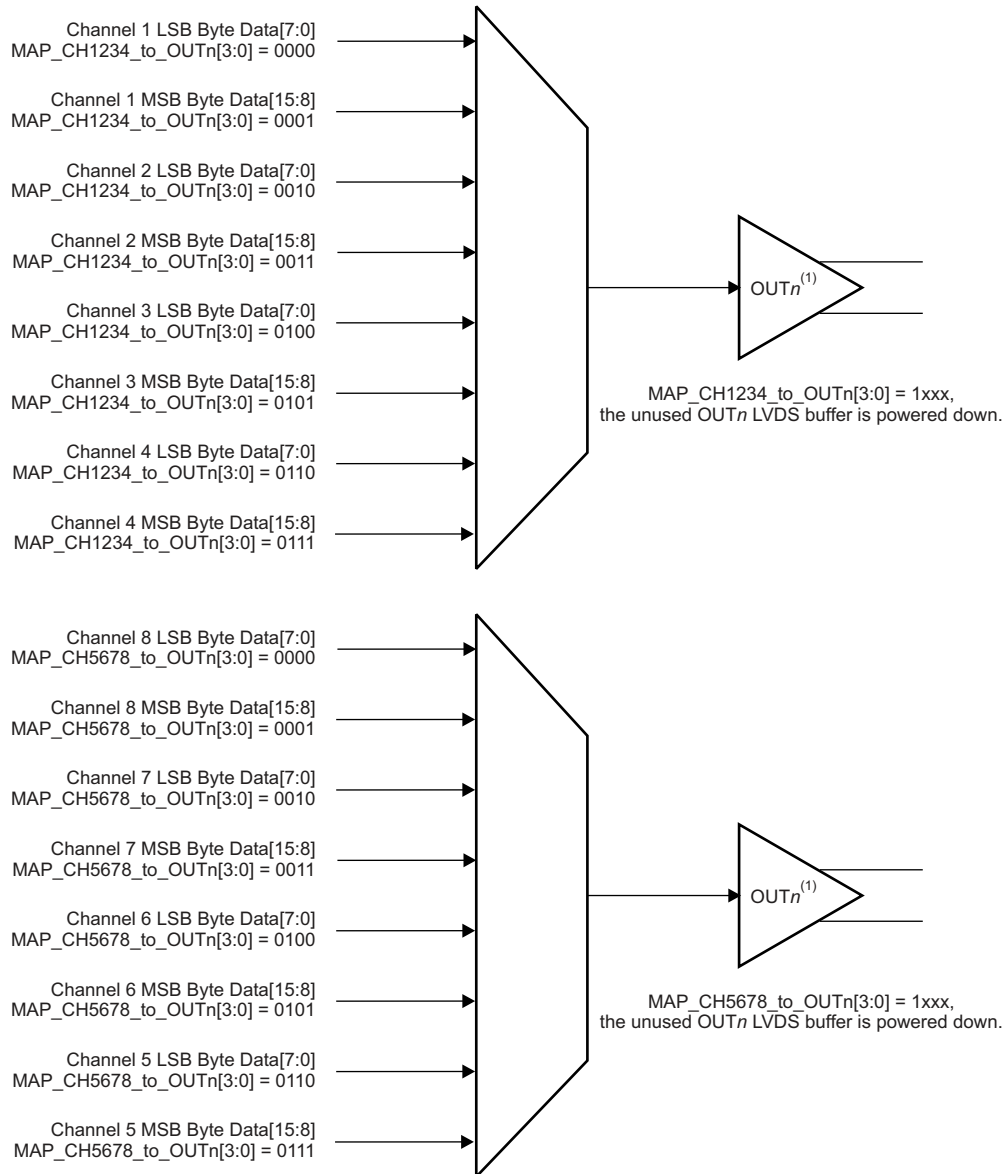 Channel 1 LSB Byte Data[7:0]
MAP_CH1234_to_OUTn[3:0] = 0000
Channel 1 MSB Byte Data[15:8]
MAP_CH1234_to_OUTn[3:0] = 0001
Channel 2 LSB Byte Data[7:0]
MAP_CH1234_to_OUTn[3:0] = 0010
Channel 2 MSB Byte Data[15:8]
MAP_CH1234_to_OUTn[3:0] = 0011
Channel 3 LSB Byte Data[7:0]
MAP_CH1234_to_OUTn[3:0] = 0100
Channel 3 MSB Byte Data[15:8]
MAP_CH1234_to_OUTn[3:0] = 0101
Channel 4 LSB Byte Data[7:0]
MAP_CH1234_to_OUTn[3:0] = 0110
Channel 4 MSB Byte Data[15:8]
MAP_CH1234_to_OUTn[3:0] = 0111
OUTn(1)
MAP_CH1234_to_OUTn[3:0] = 1xxx,
the unused OUTn LVDS buffer is powered down.
Channel 8 LSB Byte Data[7:0]
MAP_CH5678_to_OUTn[3:0] = 0000
Channel 8 MSB Byte Data[15:8]
MAP_CH5678_to_OUTn[3:0] = 0001
Channel 7 LSB Byte Data[7:0]
MAP_CH5678_to_OUTn[3:0] = 0010
Channel 7 MSB Byte Data[15:8]
MAP_CH5678_to_OUTn[3:0] = 0011
Channel 6 LSB Byte Data[7:0]
MAP_CH5678_to_OUTn[3:0] = 0100
Channel 6 MSB Byte Data[15:8]
MAP_CH5678_to_OUTn[3:0] = 0101
Channel 5 LSB Byte Data[7:0]
MAP_CH5678_to_OUTn[3:0] = 0110
Channel 5 MSB Byte Data[15:8]
MAP_CH5678_to_OUTn[3:0] = 0111
OUTn(1)
MAP_CH5678_to_OUTn[3:0] = 1xxx,
the unused OUTn LVDS buffer is powered down.